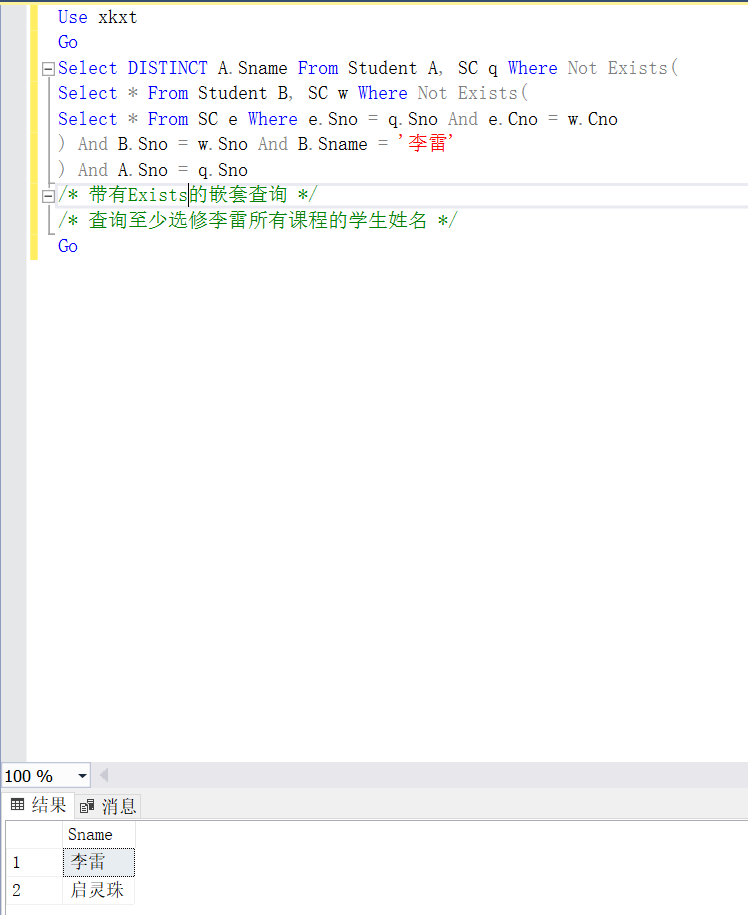 Use xkxt
Go
Select DISTINCT A.Sname From Student A, SC q Where Not Exists(
Select * From Student B, SC w Where Not Exists(
Select * From SC e Where e.Sno = q.Sno And e.Cno = w.Cno
) And B.Sno = w.Sno And B.Sname = '李雷'
) And A.Sno = q.Sno
/* 带有Exists的嵌套查询 */
/* 查询至少选修李雷所有课程的学生姓名 */
Go
100 %
结果 消息
Sname
1 李雷
2 启灵珠